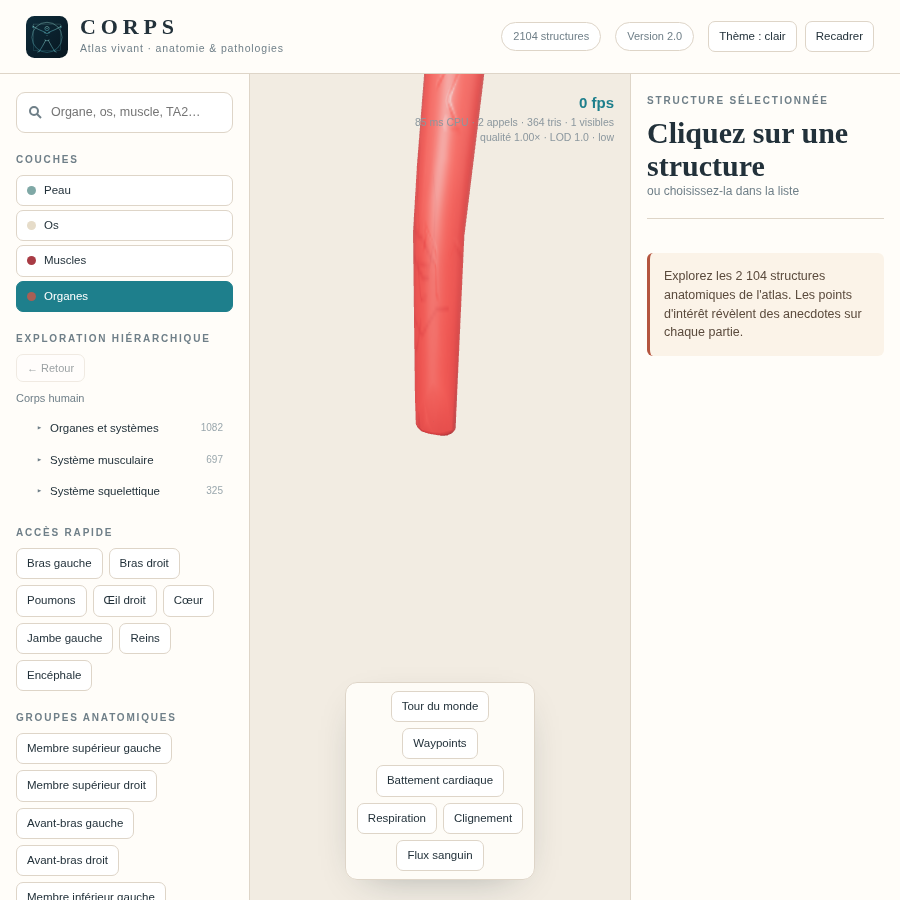 CORPS
Atlas vivant · anatomie & pathologies
2104 structures
Version 2.0
Thème : clair
Recadrer
Organe, os, muscle, TA2…
COUCHES
Peau
Os
Muscles
Organes
EXPLORATION HIÉRARCHIQUE
← Retour
Corps humain
▸ Organes et systèmes 1082
▸ Système musculaire 697
▸ Système squelettique 325
ACCÈS RAPIDE
Bras gauche
Bras droit
Poumons
Œil droit
Cœur
Jambe gauche
Reins
Encéphale
GROUPES ANATOMIQUES
Membre supérieur gauche
Membre supérieur droit
Avant-bras gauche
Avant-bras droit
Membre inférieur gauche
0 fps
2 appels · 364 tris · 1 visibles
qualité 1.00× · LOD 1.0 · low
Tour du monde
Waypoints
Battement cardiaque
Respiration
Clignement
Flux sanguin
STRUCTURE SÉLECTIONNÉE
Cliquez sur une
structure
ou choisissez-la dans la liste
Explorez les 2 104 structures
anatomiques de l'atlas. Les points
d'intérêt révèlent des anecdotes sur
chaque partie.